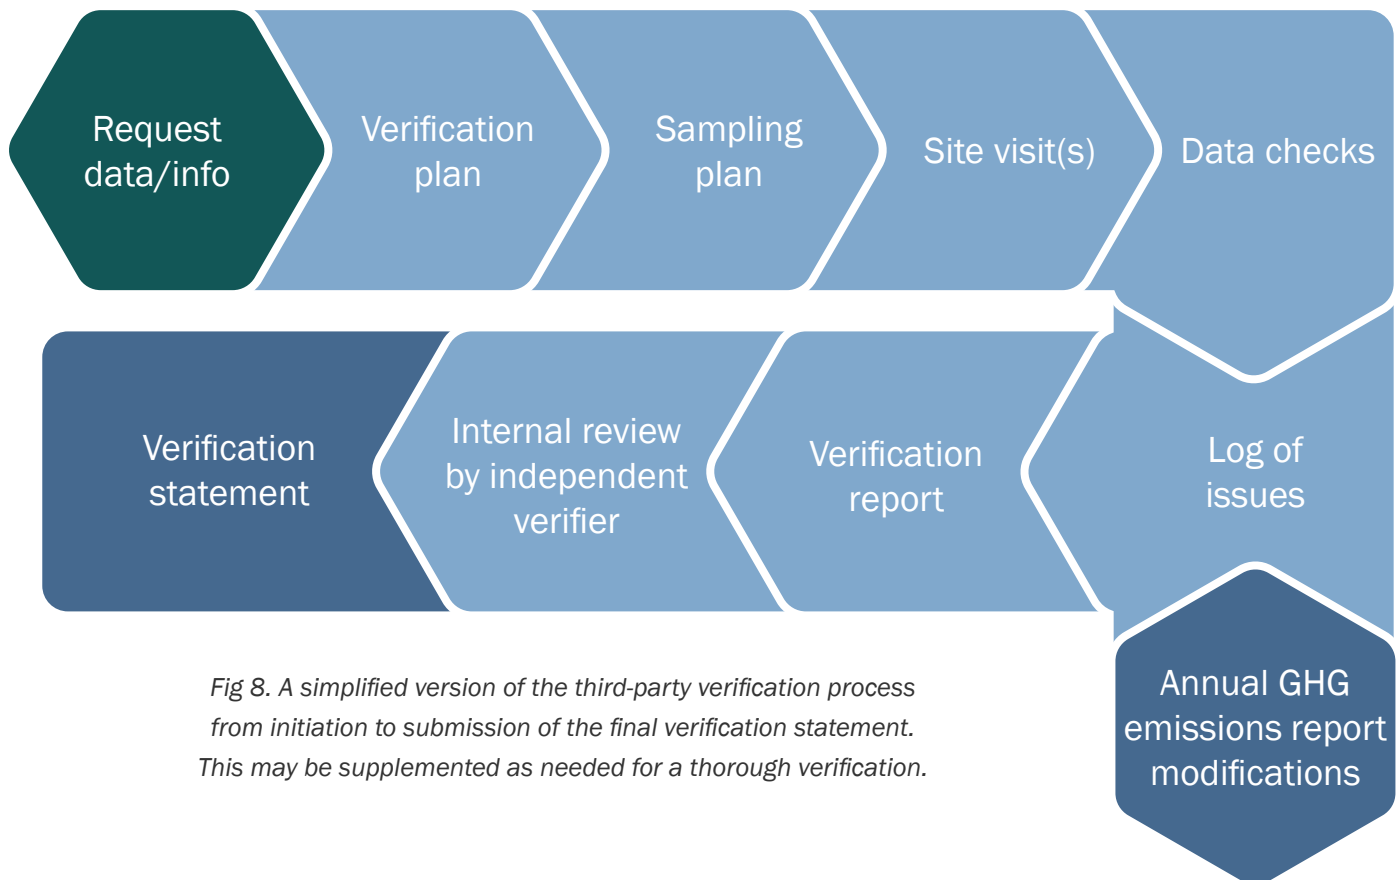 Request
data/info
Verification
plan
Sampling
plan
Site visit(s)
Data checks
Log of
issues
Annual GHG
emissions report
modifications
Verification
report
Internal review
by independent
verifier
Verification
statement
Fig 8. A simplified version of the third-party verification process
from initiation to submission of the final verification statement.
This may be supplemented as needed for a thorough verification.